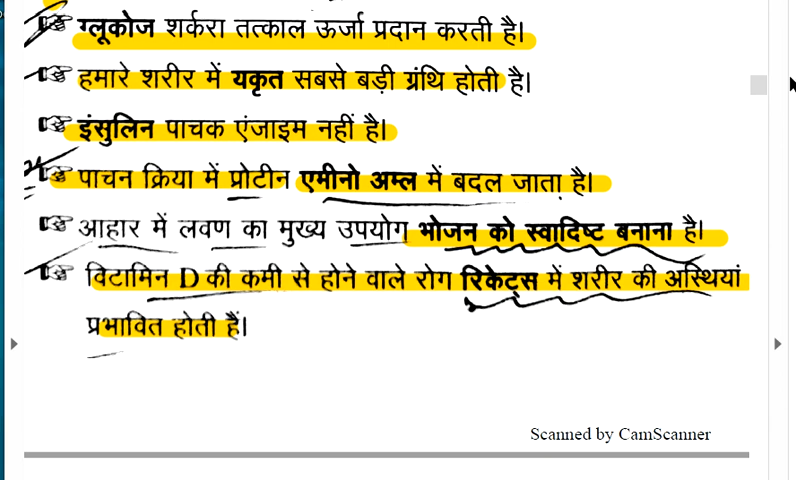 ग्लूकोज शर्करा तत्काल ऊर्जा प्रदान करती है।
हमारे शरीर में यकृत सबसे बड़ी ग्रंथि होती है।
इंसुलिन पाचक एंजाइम नहीं है।
पाचन क्रिया में प्रोटीन एमीनो अम्ल में बदल जाता है।
आहार में लवण का मुख्य उपयोग भोजन को स्वादिष्ट बनाना है।
विटामिन D की कमी से होने वाले रोग रिकेट्स में शरीर की अस्थियां
प्रभावित होती हैं।
Scanned by CamScanner